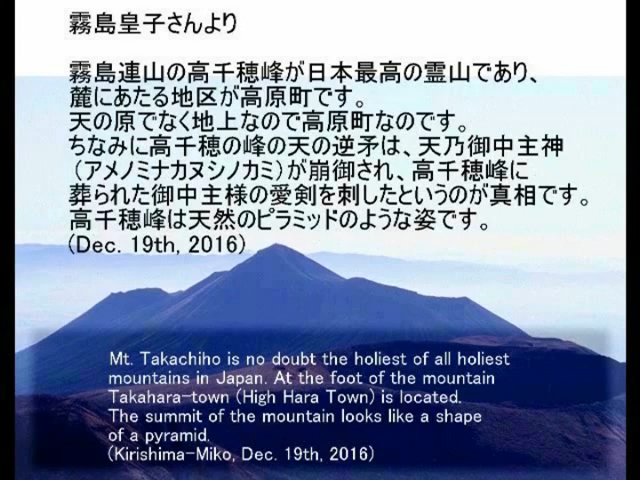 霧島皇子さんより
霧島連山の高千穂峰が日本最高の霊山であり、
麓にあたる地区が高原町です。
天の原でなく地上なので高原町なのです。
ちなみに高千穂の峰の天の逆矛は、天乃御中主神
（アメノミナカヌシノカミ）が崩御され、高千穂峰に
葬られた御中主様の愛剣を刺したというのが真相です。
高千穂峰は天然のピラミッドのような姿です。
(Dec. 19th, 2016)
Mt. Takachiho is no doubt the holiest of all holiest
mountains in Japan. At the foot of the mountain
Takahara-town (High Hara Town) is located.
The summit of the mountain looks like a shape
of a pyramid.
(Kirishima-Miko, Dec. 19th, 2016)